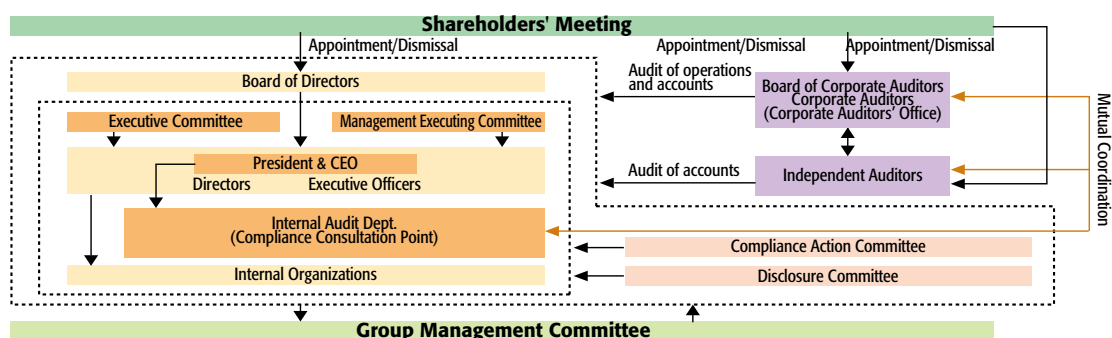 Shareholders' Meeting
Appointment/Dismissal
Appointment/Dismissal
Appointment/Dismissal
Board of Directors
Audit of operations
and accounts
Board of Corporate Auditors
Corporate Auditors
(Corporate Auditors' Office)
Executive Committee
Management Executing Committee
Mutual Coordination
President & CEO
Directors
Executive Officers
Audit of accounts
Independent Auditors
Internal Audit Dept.
(Compliance Consultation Point)
Compliance Action Committee
Internal Organizations
Disclosure Committee
Group Management Committee